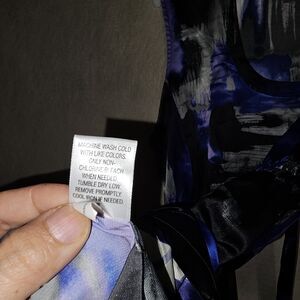 MACHINE WASH COLD
WITH LIKE COLORS.
ONLY NON-
CHLORINE BLEACH
WHEN NEEDED.
TUMBLE DRY LOW.
REMOVE PROMPTLY.
COOL IRON IF NEEDED.